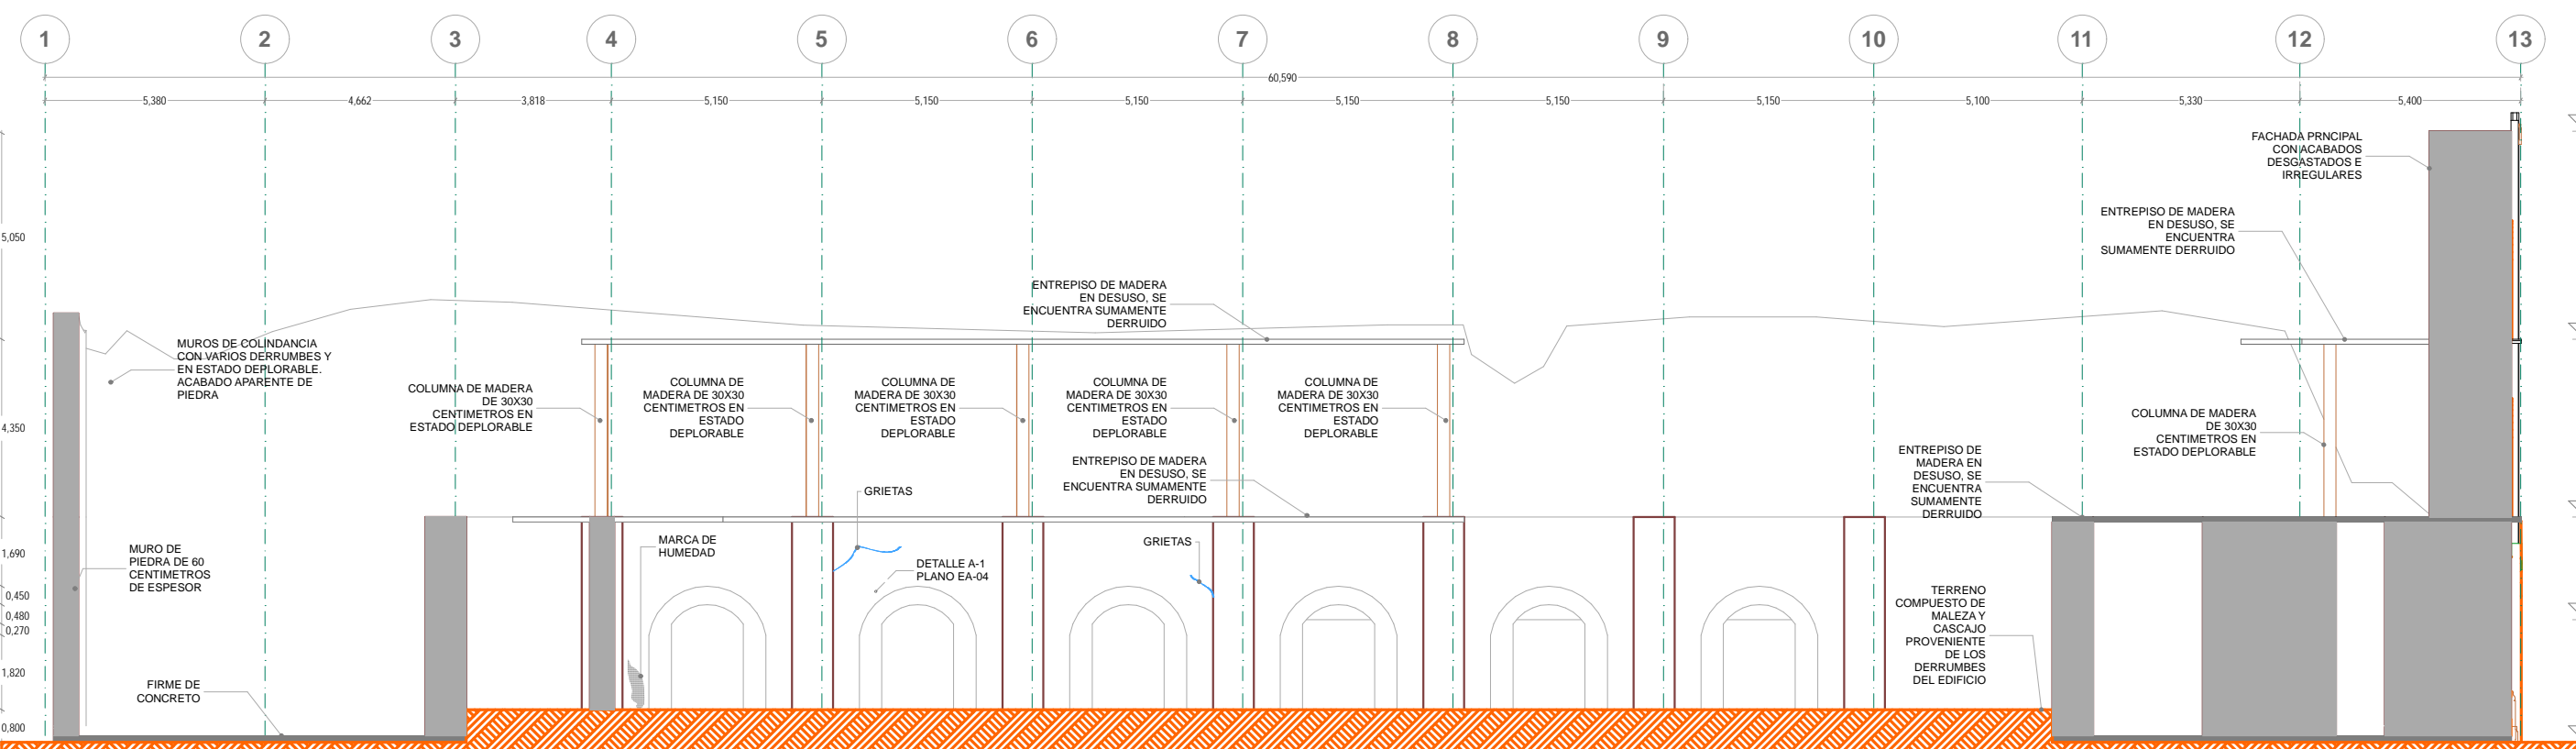 1 2 3 4 5 6 7 8 9 10 11 12 13
60,590
5,380 4,662 3,818 5,150 5,150 5,150 5,150 5,150 5,150 5,100 5,330 5,400
5,050
4,350
1,690
0,450
0,480
0,270
1,820
0,800
MUROS DE COLINDANCIA
CON VARIOS DERRUMBES Y
EN ESTADO DEPLORABLE.
ACABADO APARENTE DE
PIEDRA
MURO DE
PIEDRA DE 60
CENTIMETROS
DE ESPESOR
FIRME DE
CONCRETO
COLUMNA DE MADERA
DE 30X30
CENTIMETROS EN
ESTADO DEPLORABLE
COLUMNA DE
MADERA DE 30X30
CENTIMETROS EN
ESTADO
DEPLORABLE
COLUMNA DE
MADERA DE 30X30
CENTIMETROS EN
ESTADO
DEPLORABLE
COLUMNA DE
MADERA DE 30X30
CENTIMETROS EN
ESTADO
DEPLORABLE
COLUMNA DE
MADERA DE 30X30
CENTIMETROS EN
ESTADO
DEPLORABLE
ENTREPISO DE MADERA
EN DESUSO, SE
ENCUENTRA SUMAMENTE
DERRUIDO
ENTREPISO DE MADERA
EN DESUSO, SE
ENCUENTRA SUMAMENTE
DERRUIDO
GRIETAS
MARCA DE
HUMEDAD
DETALLE A-1
PLANO EA-04
GRIETAS
FACHADA PRNCIPAL
CON ACABADOS
DESGASTADOS E
IRREGULARES
ENTREPISO DE MADERA
EN DESUSO, SE
ENCUENTRA
SUMAMENTE DERRUIDO
COLUMNA DE MADERA
DE 30X30
CENTIMETROS EN
ESTADO DEPLORABLE
ENTREPISO DE
MADERA EN
DESUSO, SE
ENCUENTRA
SUMAMENTE
DERRUIDO
TERRENO
COMPUESTO DE
MALEZA Y
CASCAJO
PROVENIENTE
DE LOS
DERRUMBES
DEL EDIFICIO